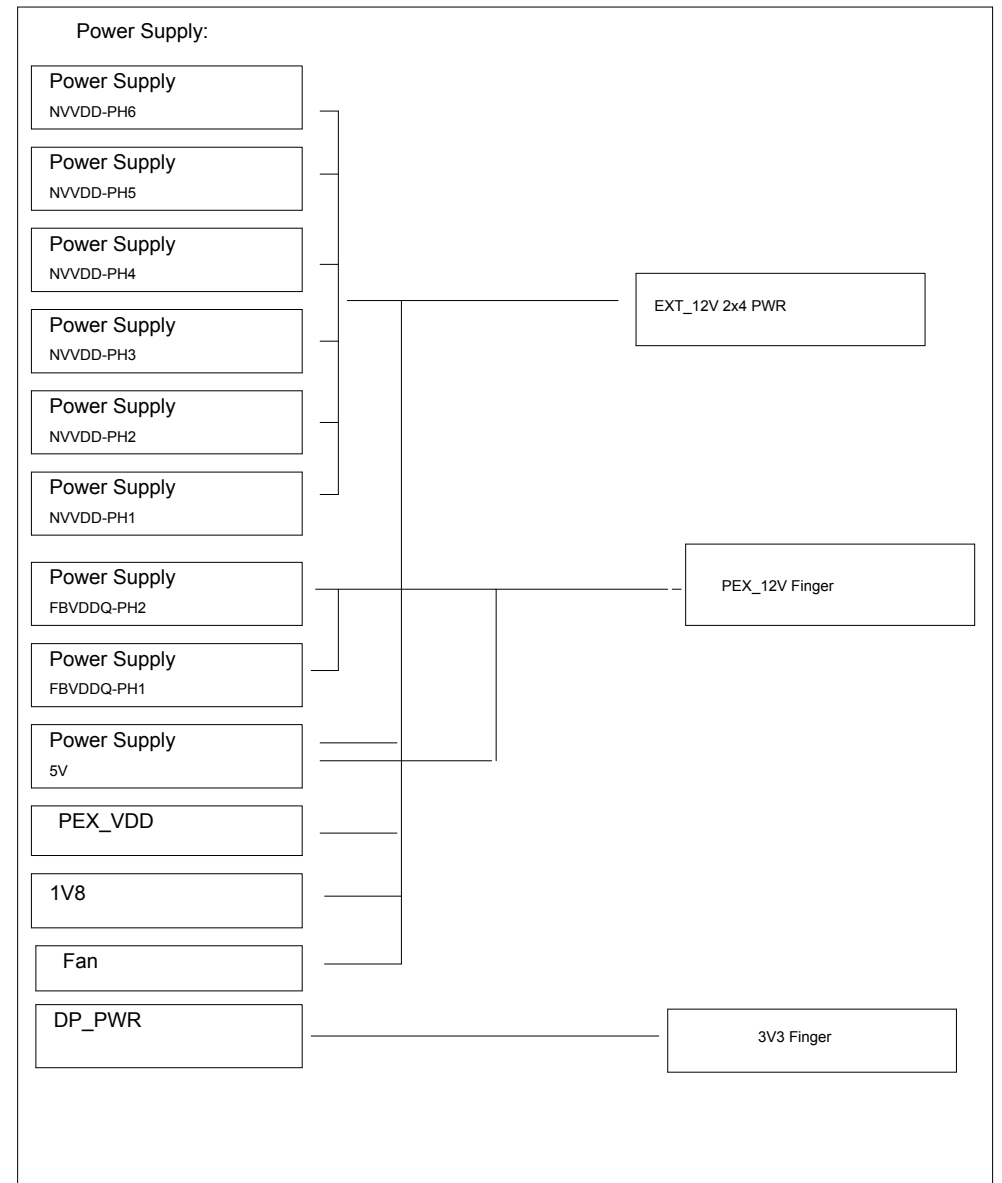 Power Supply:
Power Supply
NVVDD-PH6
Power Supply
NVVDD-PH5
Power Supply
NVVDD-PH4
Power Supply
NVVDD-PH3
Power Supply
NVVDD-PH2
Power Supply
NVVDD-PH1
Power Supply
FBVDDQ-PH2
Power Supply
FBVDDQ-PH1
Power Supply
5V
PEX_VDD
1V8
Fan
DP_PWR
EXT_12V 2x4 PWR
PEX_12V Finger
3V3 Finger